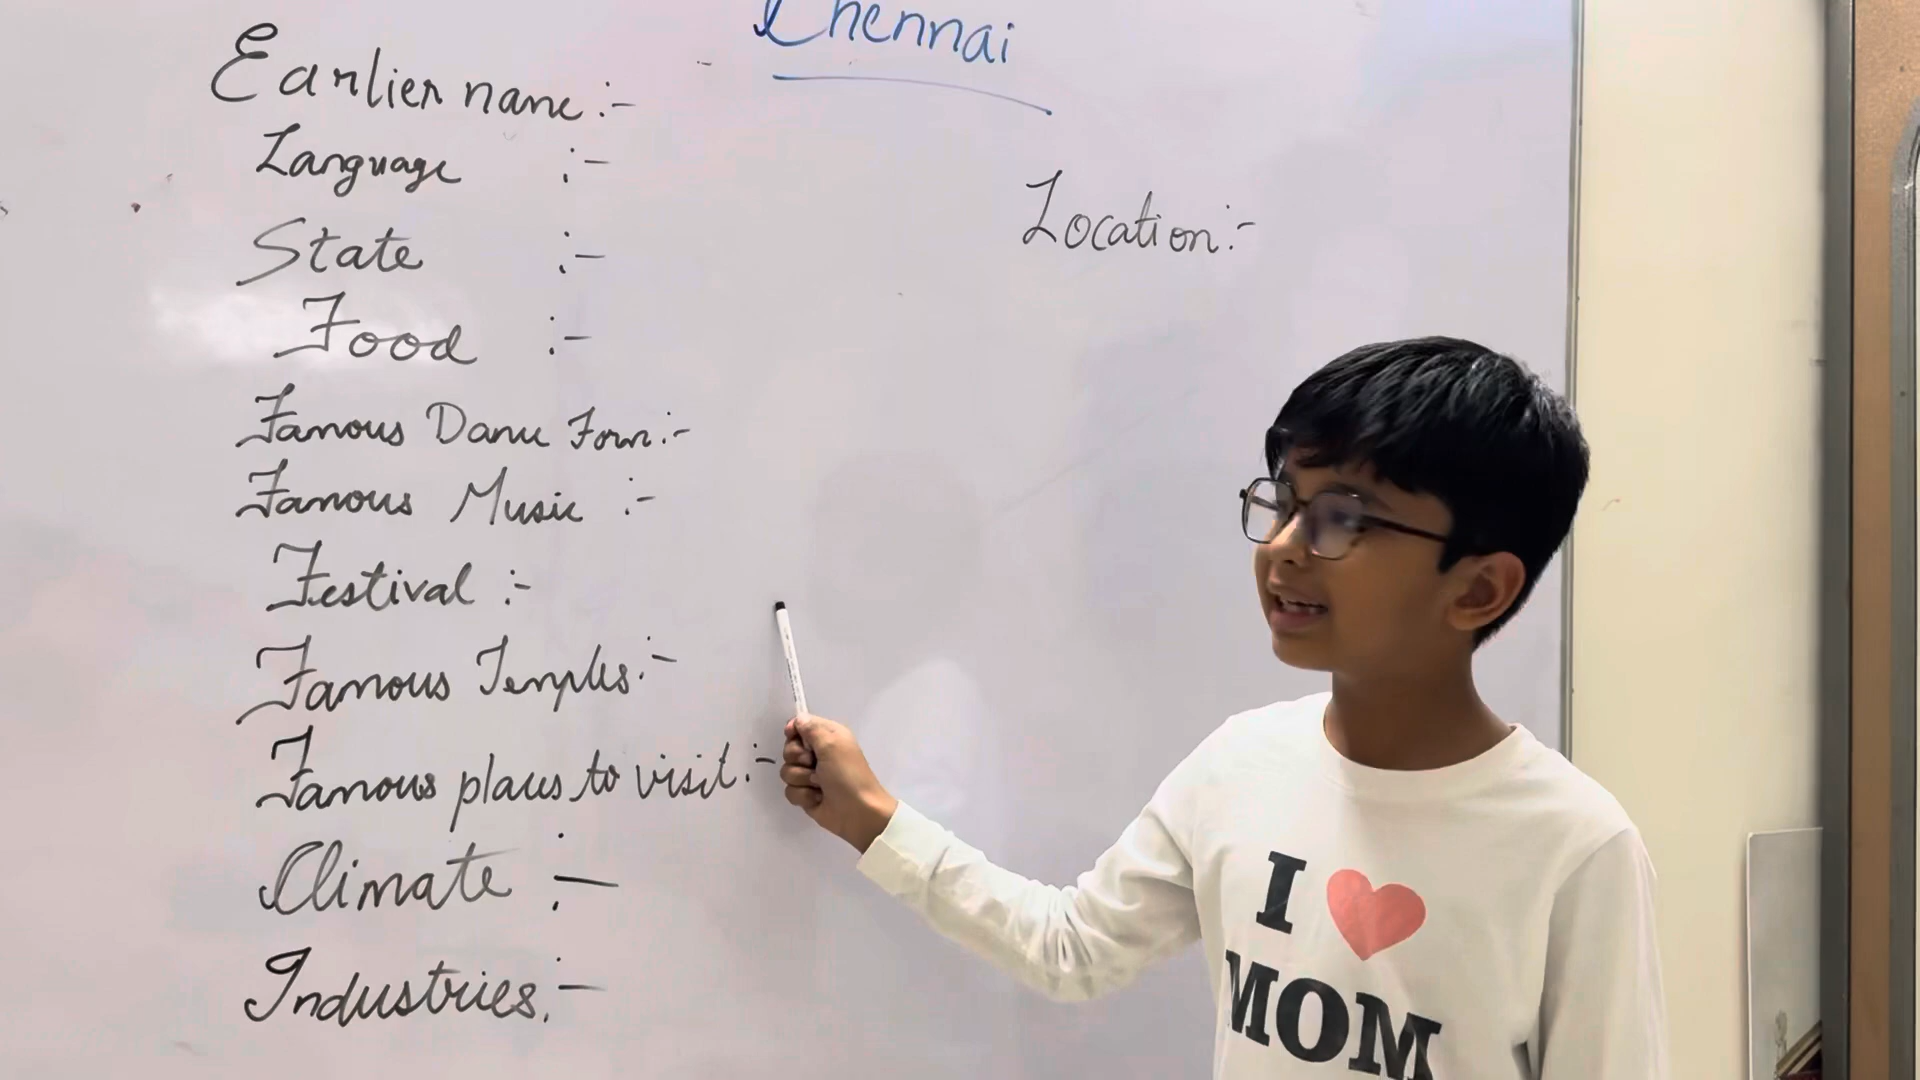 Chennai
Earlier name :-
Language :-
State :-
Food :-
Famous Dance Form :-
Famous Music :-
Festival :-
Famous Temples :-
Famous places to visit :-
Climate :-
Industries :-
Location :-
I ❤ MOM